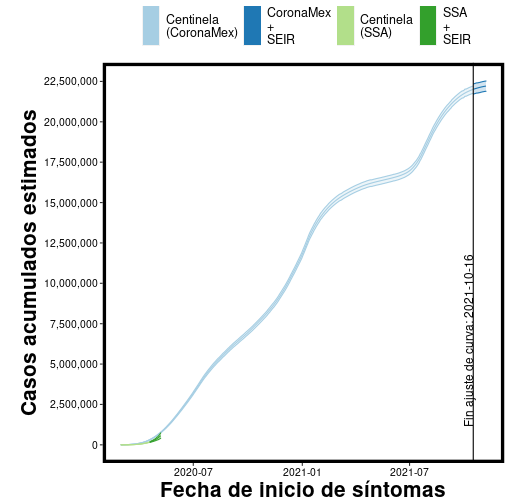 Centinela
(CoronaMex)
CoronaMex
+
SEIR
Centinela
(SSA)
SSA
+
SEIR
Casos acumulados estimados
22,500,000
20,000,000
17,500,000
15,000,000
12,500,000
10,000,000
7,500,000
5,000,000
2,500,000
0
Fin ajuste de curva: 2021-10-16
2020-07
2021-01
2021-07
Fecha de inicio de síntomas